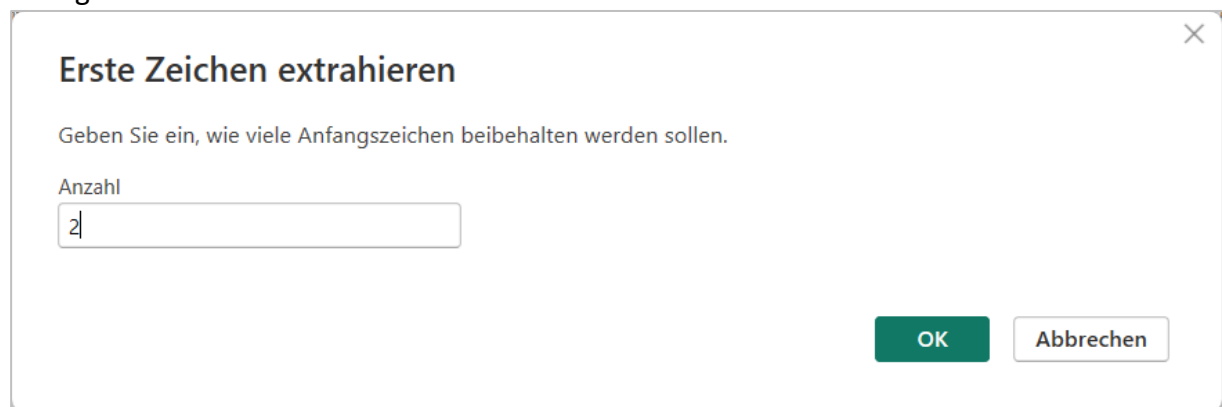 Erste Zeichen extrahieren
Geben Sie ein, wie viele Anfangszeichen beibehalten werden sollen.
Anzahl
2
OK Abbrechen